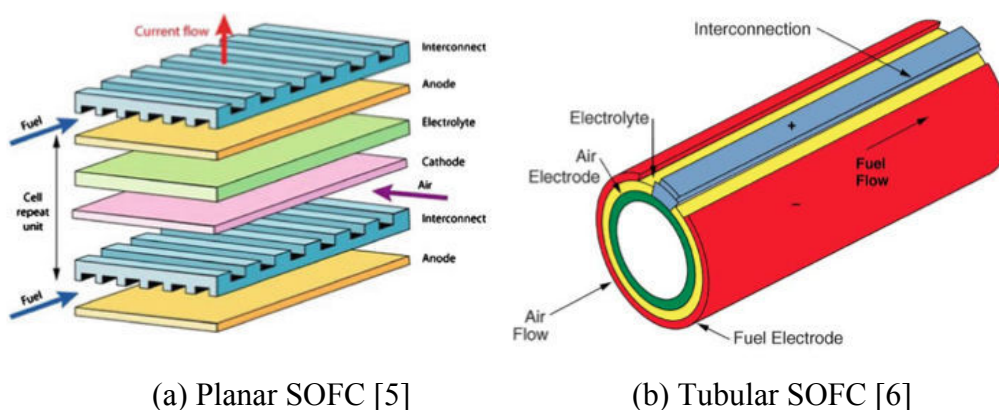 Current flow
Interconnect
Anode
Fuel
Electrolyte
Cathode
Air
Cell
repeat
unit
Interconnect
Anode
Fuel
(a) Planar SOFC [5]
Interconnection
Electrolyte
Air
Electrode
+
Fuel
Flow
−
Air
Flow
Fuel Electrode
(b) Tubular SOFC [6]